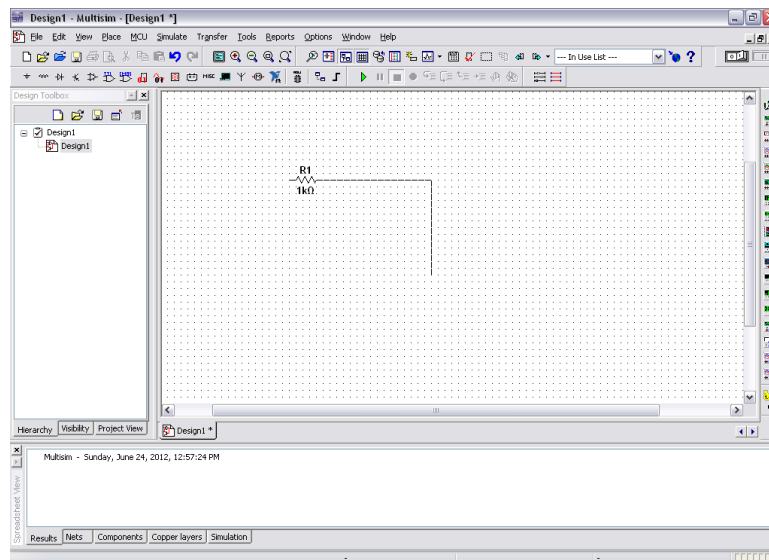 Design1 - Multisim - [Design1 *]
File Edit View Place MCU Simulate Transfer Tools Reports Options Window Help
--- In Use List ---
Design Toolbox
Design1
Design1
R1
1kΩ
Hierarchy Visibility Project View
Design1 *
Multisim - Sunday, June 24, 2012, 12:57:24 PM
Spreadsheet View
Results Nets Components Copper layers Simulation